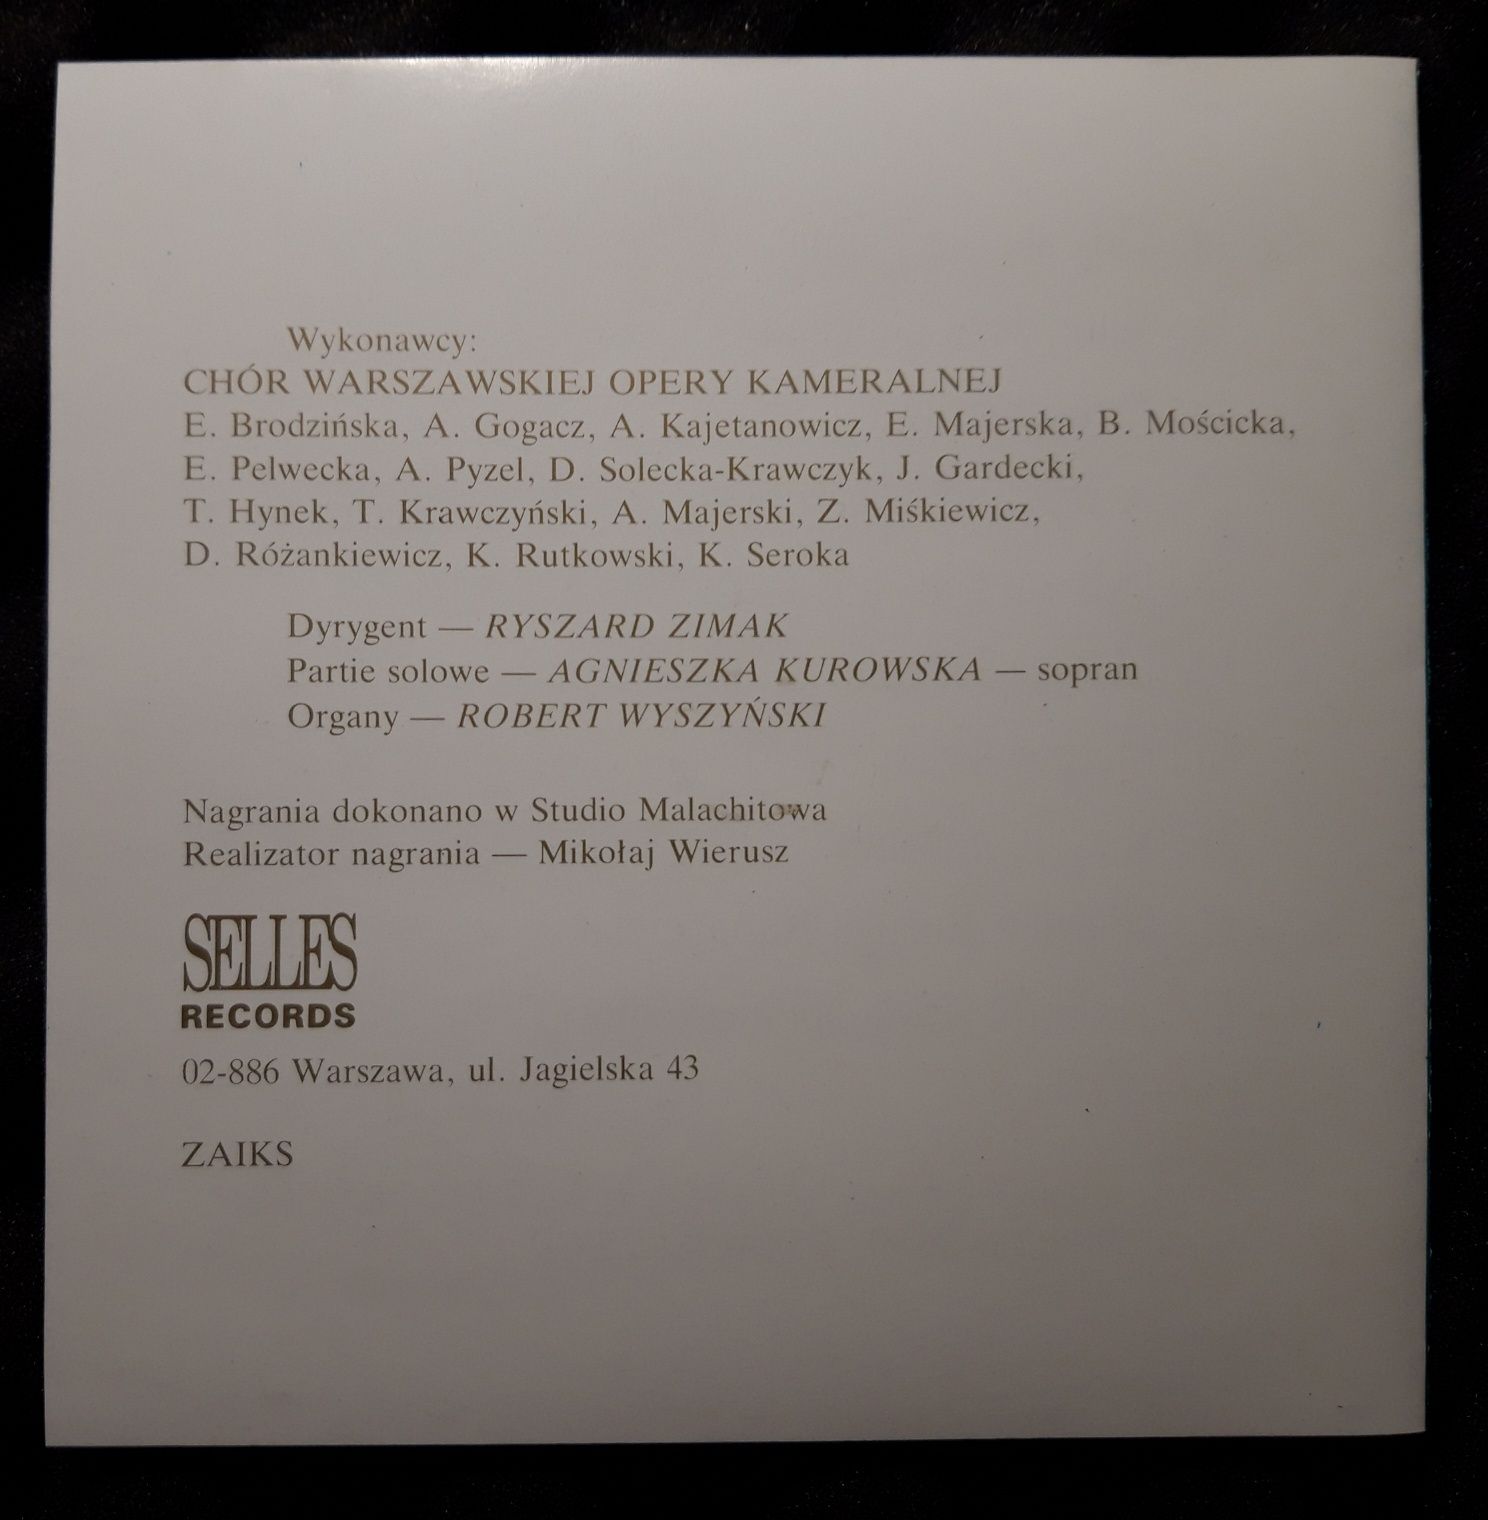 Wykonawcy:
CHÓR WARSZAWSKIEJ OPERY KAMERALNEJ
E. Brodzińska, A. Gogacz, A. Kajetanowicz, E. Majerska, B. Mościcka,
E. Pelwecka, A. Pyzel, D. Solecka-Krawczyk, J. Gardecki,
T. Hynek, T. Krawczyński, A. Majerski, Z. Miśkiewicz,
D. Różankiewicz, K. Rutkowski, K. Seroka
Dyrygent — RYSZARD ZIMAK
Partie solowe — AGNIESZKA KUROWSKA — sopran
Organy — ROBERT WYSZYŃSKI
Nagrania dokonano w Studio Malachitowa
Realizator nagrania — Mikołaj Wierusz
SELLES
RECORDS
02-886 Warszawa, ul. Jagielska 43
ZAIKS